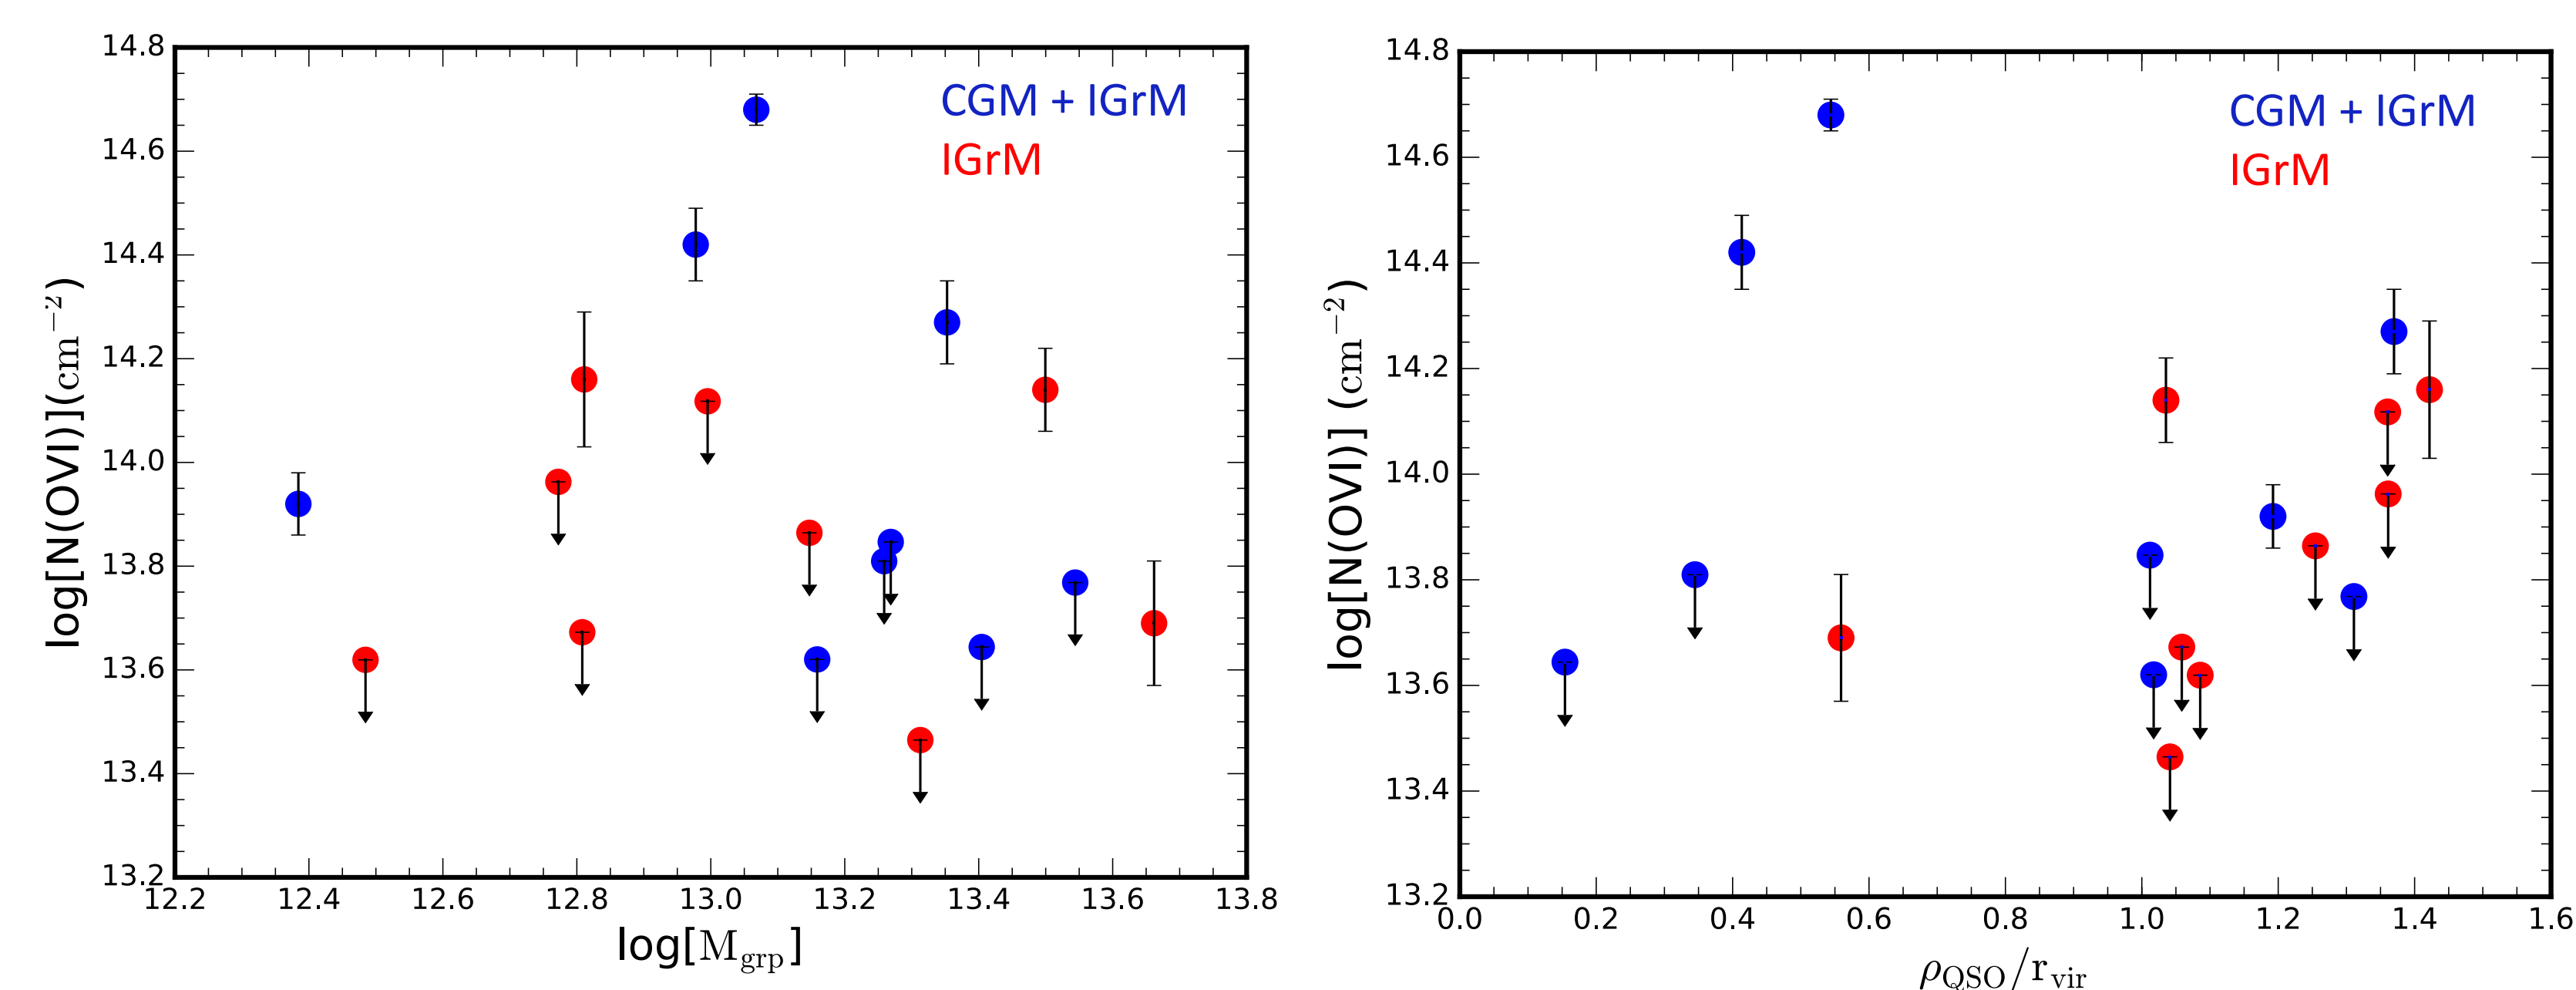 14.8
14.6
14.4
14.2
14.0
13.8
13.6
13.4
13.2
log[N(OVI)](cm⁻²)
CGM + IGrM
IGrM
12.2 12.4 12.6 12.8 13.0 13.2 13.4 13.6 13.8
log[M_grp]
14.8
14.6
14.4
14.2
14.0
13.8
13.6
13.4
13.2
log[N(OVI)] (cm⁻²)
CGM + IGrM
IGrM
0.0 0.2 0.4 0.6 0.8 1.0 1.2 1.4 1.6
ρ_QSO/r_vir